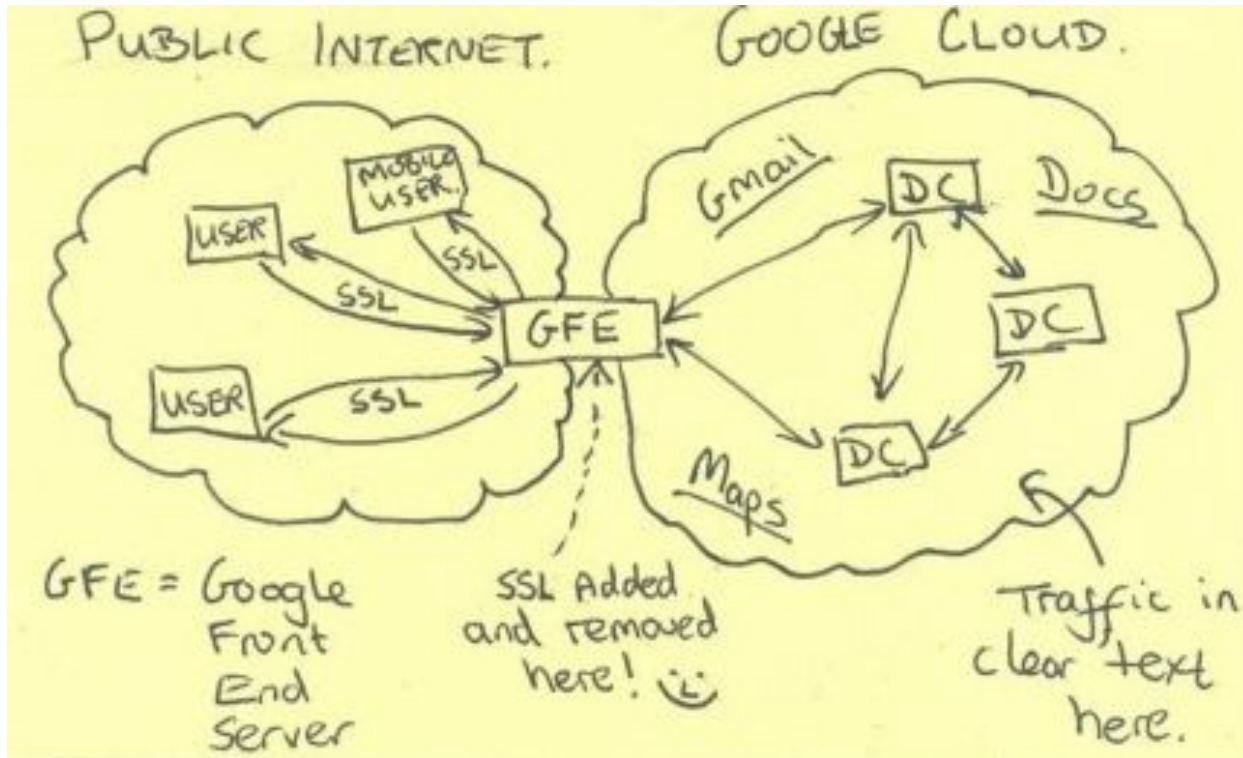 PUBLIC INTERNET.
GOOGLE CLOUD.
MOBILE
USER.
USER
SSL
SSL
USER
SSL
GFE
Gmail
DC
Docs
DC
DC
Maps
GFE = Google
Front
End
Server
SSL Added
and removed
here!
Traffic in
clear text
here.